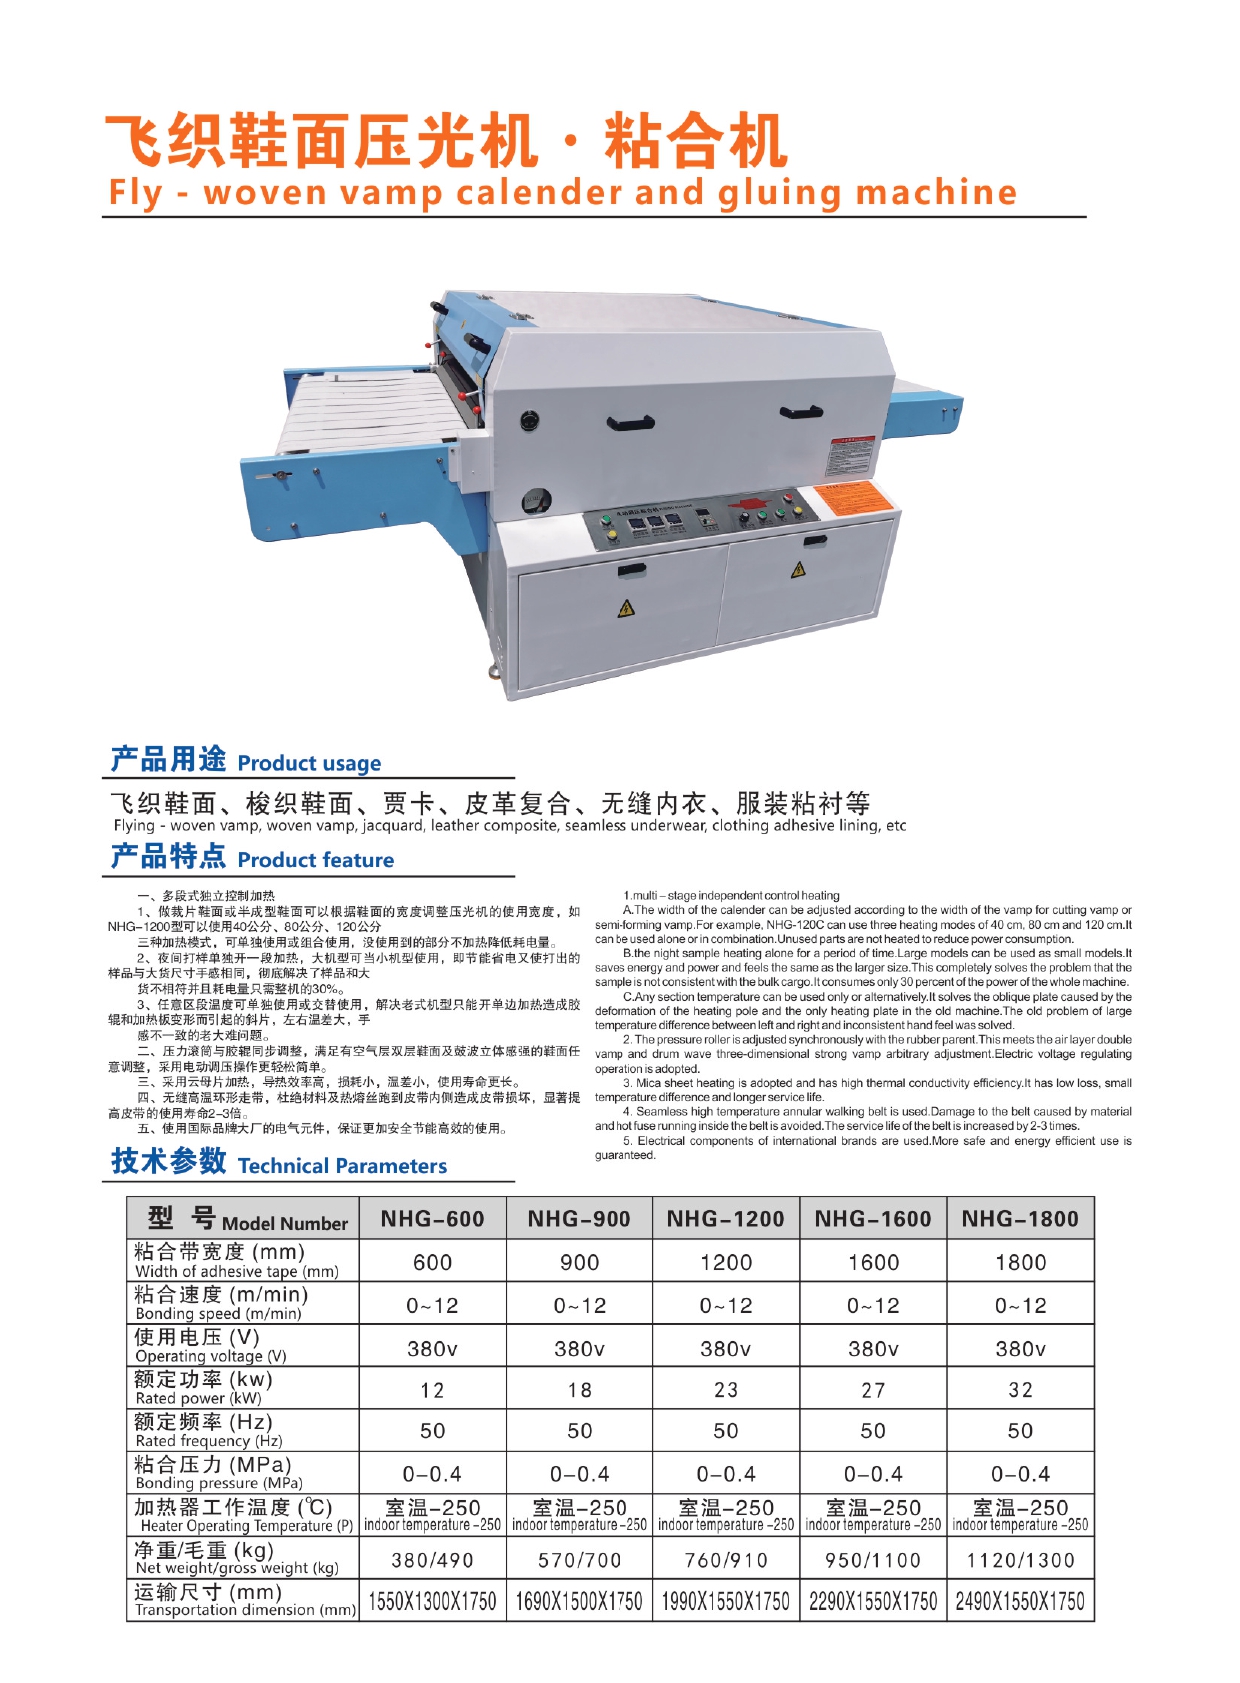 飞织鞋面压光机·粘合机
Fly - woven vamp calender and gluing machine
产品用途 Product usage
飞织鞋面、梭织鞋面、贾卡、皮革复合、无缝内衣、服装粘衬等
Flying - woven vamp, woven vamp, jacquard, leather composite, seamless underwear, clothing adhesive lining, etc
产品特点 Product feature
一、多段式独立控制加热
1、做裁片鞋面或半成型鞋面可以根据鞋面的宽度调整压光机的使用宽度，如
NHG-1200型可以使用40公分、80公分、120公分
三种加热模式，可单独使用或组合使用，没使用到的部分不加热降低耗电量。
2、夜间打样单独开一段加热，大机型可当小机型使用，即节能省电又使打出的
样品与大货尺寸手感相同，彻底解决了样品和大
货不相符并且耗电量只需整机的30%。
3、任意区段温度可单独使用或交替使用，解决老式机型只能开单边加热造成胶
辊和加热板变形而引起的斜片，左右温差大，手
感不一致的老大难问题。
二、压力滚筒与胶辊同步调整，满足有空气层双层鞋面及鼓波立体感强的鞋面任
意调整，采用电动调压操作更轻松简单。
三、采用云母片加热，导热效率高，损耗小，温差小，使用寿命更长。
四、无缝高温环形走带，杜绝材料及热熔丝跑到皮带内侧造成皮带损坏，显著提
高皮带的使用寿命2-3倍。
五、使用国际品牌大厂的电气元件，保证更加安全节能高效的使用。
1.multi – stage independent control heating
A.The width of the calender can be adjusted according to the width of the vamp for cutting vamp or
semi-forming vamp.For example, NHG-120C can use three heating modes of 40 cm, 80 cm and 120 cm.It
can be used alone or in combination.Unused parts are not heated to reduce power consumption.
B.the night sample heating alone for a period of time.Large models can be used as small models.It
saves energy and power and feels the same as the larger size.This completely solves the problem that the
sample is not consistent with the bulk cargo.It consumes only 30 percent of the power of the whole machine.
C.Any section temperature can be used only or alternatively.It solves the oblique plate caused by the
deformation of the heating pole and the only heating plate in the old machine.The old problem of large
temperature difference between left and right and inconsistent hand feel was solved.
2. The pressure roller is adjusted synchronously with the rubber parent.This meets the air layer double
vamp and drum wave three-dimensional strong vamp arbitrary adjustment.Electric voltage regulating
operation is adopted.
3. Mica sheet heating is adopted and has high thermal conductivity efficiency.It has low loss, small
temperature difference and longer service life.
4. Seamless high temperature annular walking belt is used.Damage to the belt caused by material
and hot fuse running inside the belt is avoided.The service life of the belt is increased by 2-3 times.
5. Electrical components of international brands are used.More safe and energy efficient use is
guaranteed.
技术参数 Technical Parameters
型 号 Model Number NHG-600 NHG-900 NHG-1200 NHG-1600 NHG-1800
粘合带宽度 (mm)
Width of adhesive tape (mm) 600 900 1200 1600 1800
粘合速度 (m/min)
Bonding speed (m/min) 0~12 0~12 0~12 0~12 0~12
使用电压 (V)
Operating voltage (V) 380v 380v 380v 380v 380v
额定功率 (kw)
Rated power (kW) 12 18 23 27 32
额定频率 (Hz)
Rated frequency (Hz) 50 50 50 50 50
粘合压力 (MPa)
Bonding pressure (MPa) 0-0.4 0-0.4 0-0.4 0-0.4 0-0.4
加热器工作温度 (℃) 室温-250 室温-250 室温-250 室温-250 室温-250
Heater Operating Temperature (P) indoor temperature -250 indoor temperature -250 indoor temperature -250 indoor temperature -250 indoor temperature -250
净重/毛重 (kg)
Net weight/gross weight (kg) 380/490 570/700 760/910 950/1100 1120/1300
运输尺寸 (mm)
Transportation dimension (mm) 1550X1300X1750 1690X1500X1750 1990X1550X1750 2290X1550X1750 2490X1550X1750